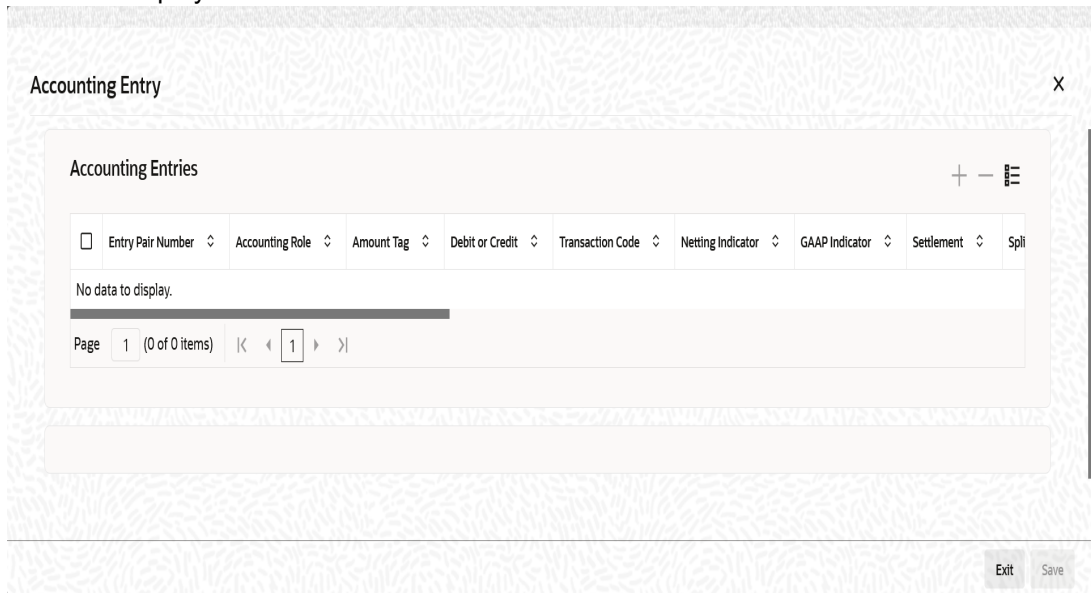 Accounting Entry
X
Accounting Entries
Entry Pair Number Accounting Role Amount Tag Debit or Credit Transaction Code Netting Indicator GAAP Indicator Settlement
No data to display.
Page 1 (0 of 0 items) 1
Exit Save